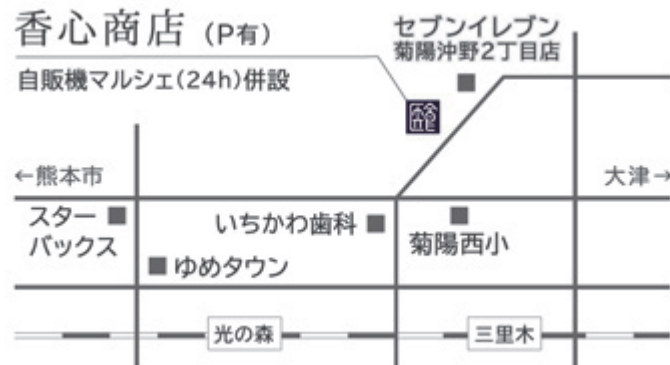 香心商店 (P有)
自販機マルシェ(24h)併設
セブンイレブン
菊陽沖野2丁目店
←熊本市
大津→
スター
バックス
いちかわ歯科
菊陽西小
ゆめタウン
光の森
三里木